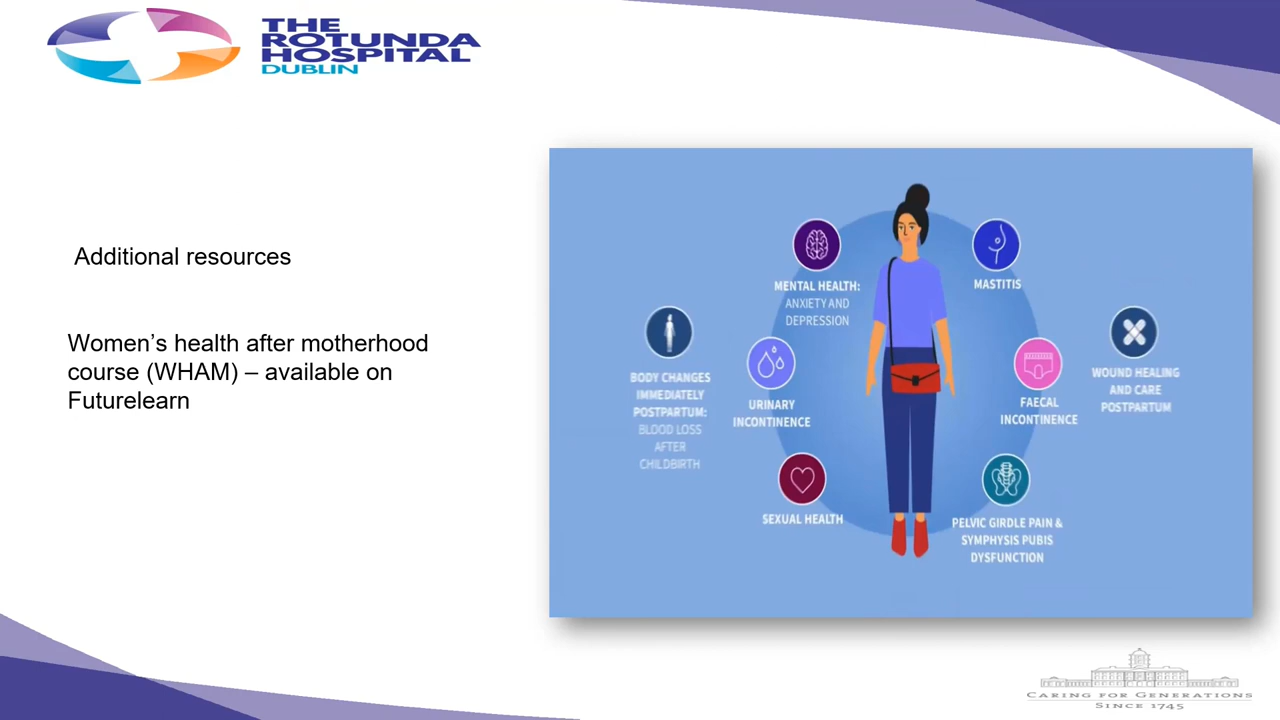 THE
ROTUNDA
HOSPITAL
DUBLIN
Additional resources
Women’s health after motherhood
course (WHAM) – available on
Futurelearn
MENTAL HEALTH:
ANXIETY AND
DEPRESSION
MASTITIS
BODY CHANGES
IMMEDIATELY
POSTPARTUM:
BLOOD LOSS
AFTER
CHILDBIRTH
URINARY
INCONTINENCE
FAECAL
INCONTINENCE
WOUND HEALING
AND CARE
POSTPARTUM
SEXUAL HEALTH
PELVIC GIRDLE PAIN &
SYMPHYSIS PUBIS
DYSFUNCTION
CARING FOR GENERATIONS
SINCE 1745